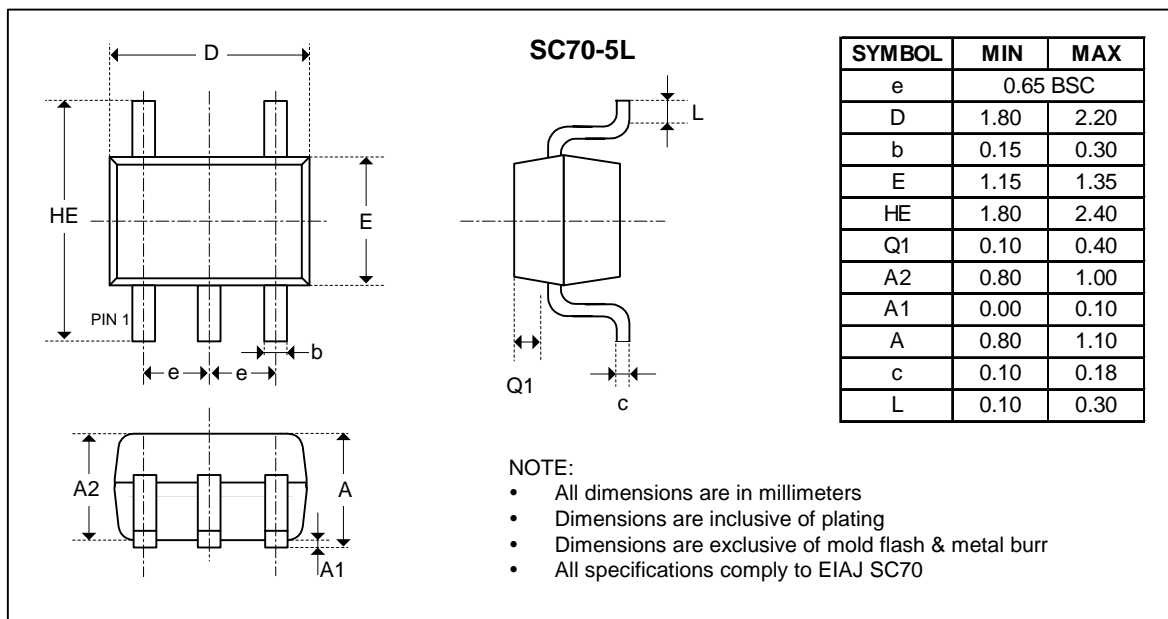 SC70-5L
D
HE
E
PIN 1
b
e e
L
Q1
c
A2
A
A1
SYMBOL MIN MAX
e 0.65 BSC
D 1.80 2.20
b 0.15 0.30
E 1.15 1.35
HE 1.80 2.40
Q1 0.10 0.40
A2 0.80 1.00
A1 0.00 0.10
A 0.80 1.10
c 0.10 0.18
L 0.10 0.30
NOTE:
• All dimensions are in millimeters
• Dimensions are inclusive of plating
• Dimensions are exclusive of mold flash & metal burr
• All specifications comply to EIAJ SC70